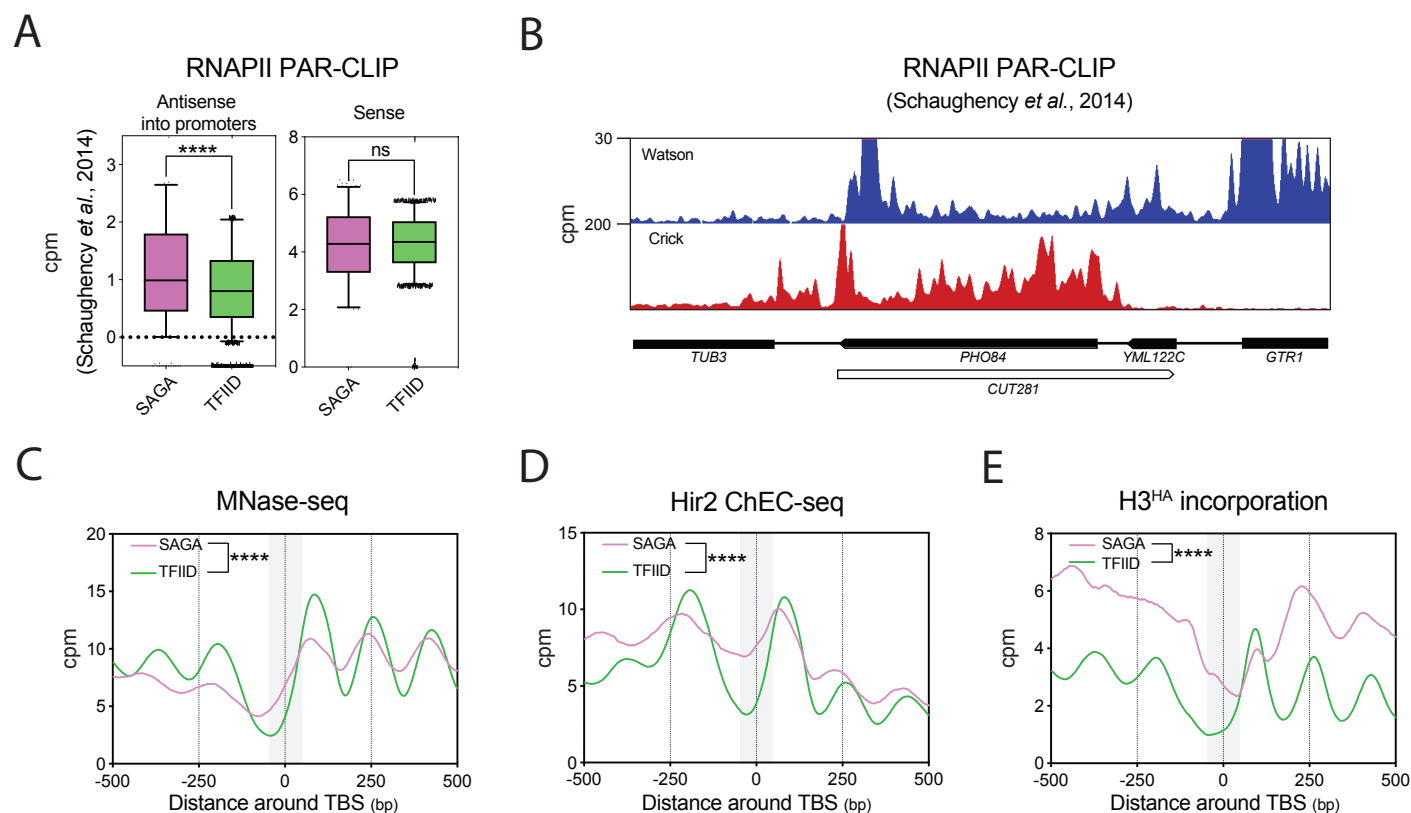 A
RNAPII PAR-CLIP
Antisense
into promoters
Sense
cpm
(Schaughency et al., 2014)
3
2
1
0
****
SAGA
TFIID
8
6
4
2
0
ns
SAGA
TFIID
B
RNAPII PAR-CLIP
(Schaughency et al., 2014)
cpm
30
Watson
200
Crick
TUB3
PHO84
YML122C
GTR1
CUT281
C
MNase-seq
cpm
20
15
10
5
0
SAGA
TFIID
****
-500
-250
0
250
500
Distance around TBS (bp)
D
Hir2 ChEC-seq
cpm
15
10
5
0
SAGA
TFIID
****
-500
-250
0
250
500
Distance around TBS (bp)
E
H3HA incorporation
cpm
8
6
4
2
0
SAGA
TFIID
****
-500
-250
0
250
500
Distance around TBS (bp)